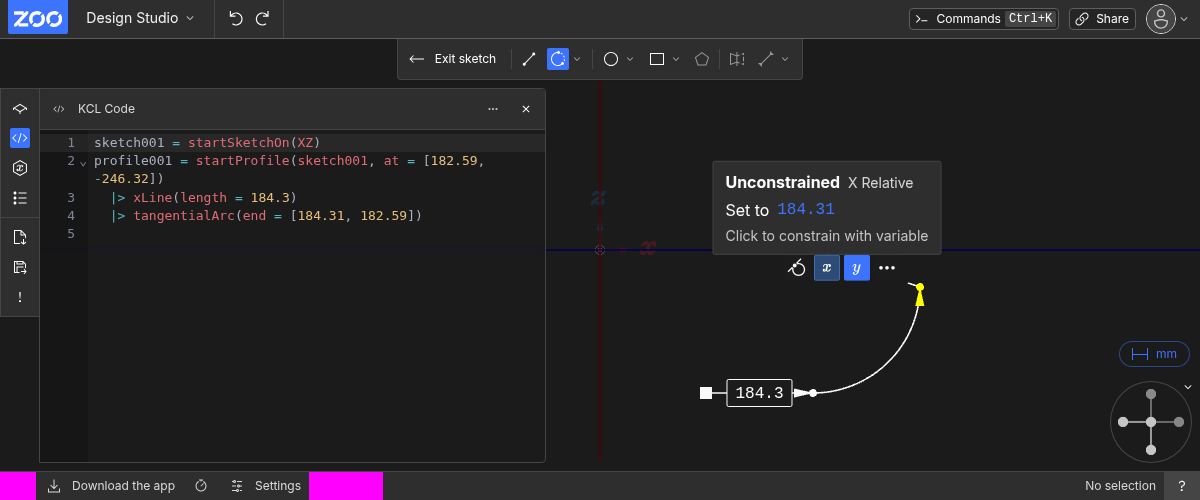 ZOO
Design Studio
Commands Ctrl+K
Share
Exit sketch
KCL Code
1 sketch001 = startSketchOn(XZ)
2 profile001 = startProfile(sketch001, at = [182.59,
-246.32])
3 |> xLine(length = 184.3)
4 |> tangentialArc(end = [184.31, 182.59])
5
Unconstrained X Relative
Set to 184.31
Click to constrain with variable
z
x
x y
184.3
mm
Download the app
Settings
No selection
?